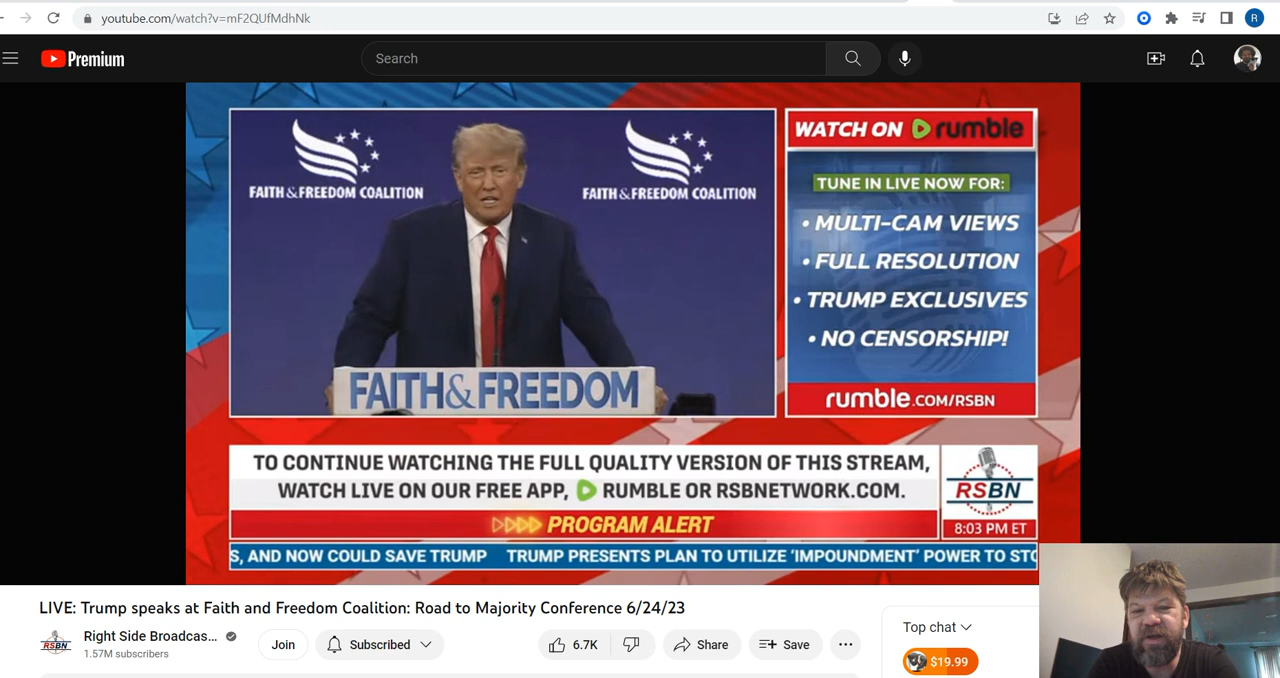 youtube.com/watch?v=mF2QUfMdhNk
R
Premium
Search
FAITH & FREEDOM COALITION
FAITH & FREEDOM COALITION
FAITH & FREEDOM
WATCH ON rumble
TUNE IN LIVE NOW FOR:
• MULTI-CAM VIEWS
• FULL RESOLUTION
• TRUMP EXCLUSIVES
• NO CENSORSHIP!
rumble.COM/RSBN
TO CONTINUE WATCHING THE FULL QUALITY VERSION OF THIS STREAM,
WATCH LIVE ON OUR FREE APP, RUMBLE OR RSBNETWORK.COM.
PROGRAM ALERT
RSBN
8:03 PM ET
S, AND NOW COULD SAVE TRUMP TRUMP PRESENTS PLAN TO UTILIZE 'IMPOUNDMENT' POWER TO STO
LIVE: Trump speaks at Faith and Freedom Coalition: Road to Majority Conference 6/24/23
RSBN
Right Side Broadcas...
1.57M subscribers
Join
Subscribed
6.7K
Share
Save
Top chat
$19.99